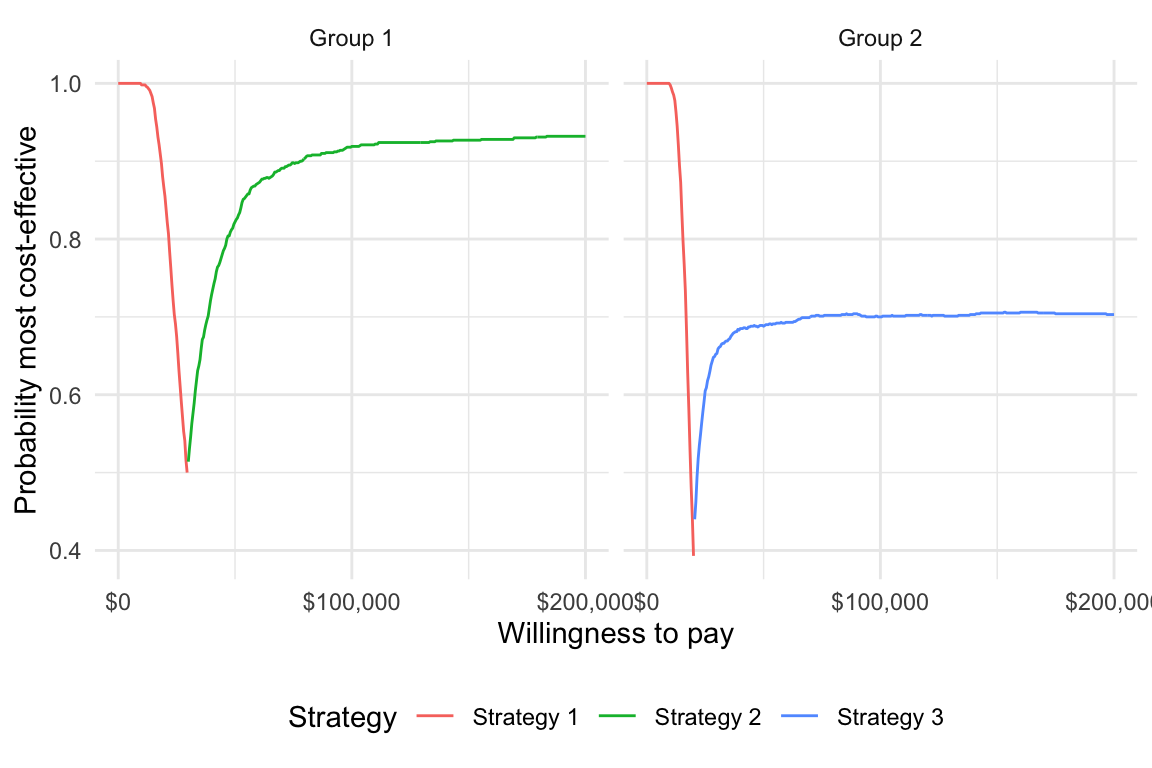 Group 1 Group 2
Probability most cost-effective
1.0
0.8
0.6
0.4
$0 $100,000 $200,000 $0 $100,000 $200,00
Willingness to pay
Strategy Strategy 1 Strategy 2 Strategy 3